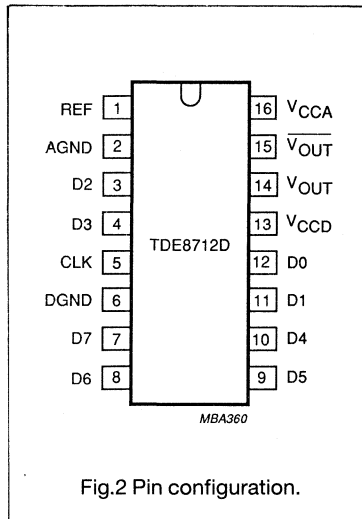 REF 1 16 VCCA
AGND 2 15 V̅O̅U̅T̅
D2 3 14 VOUT
D3 4 TDE8712D 13 VCCD
CLK 5 12 D0
DGND 6 11 D1
D7 7 10 D4
D6 8 9 D5
MBA360
Fig.2 Pin configuration.